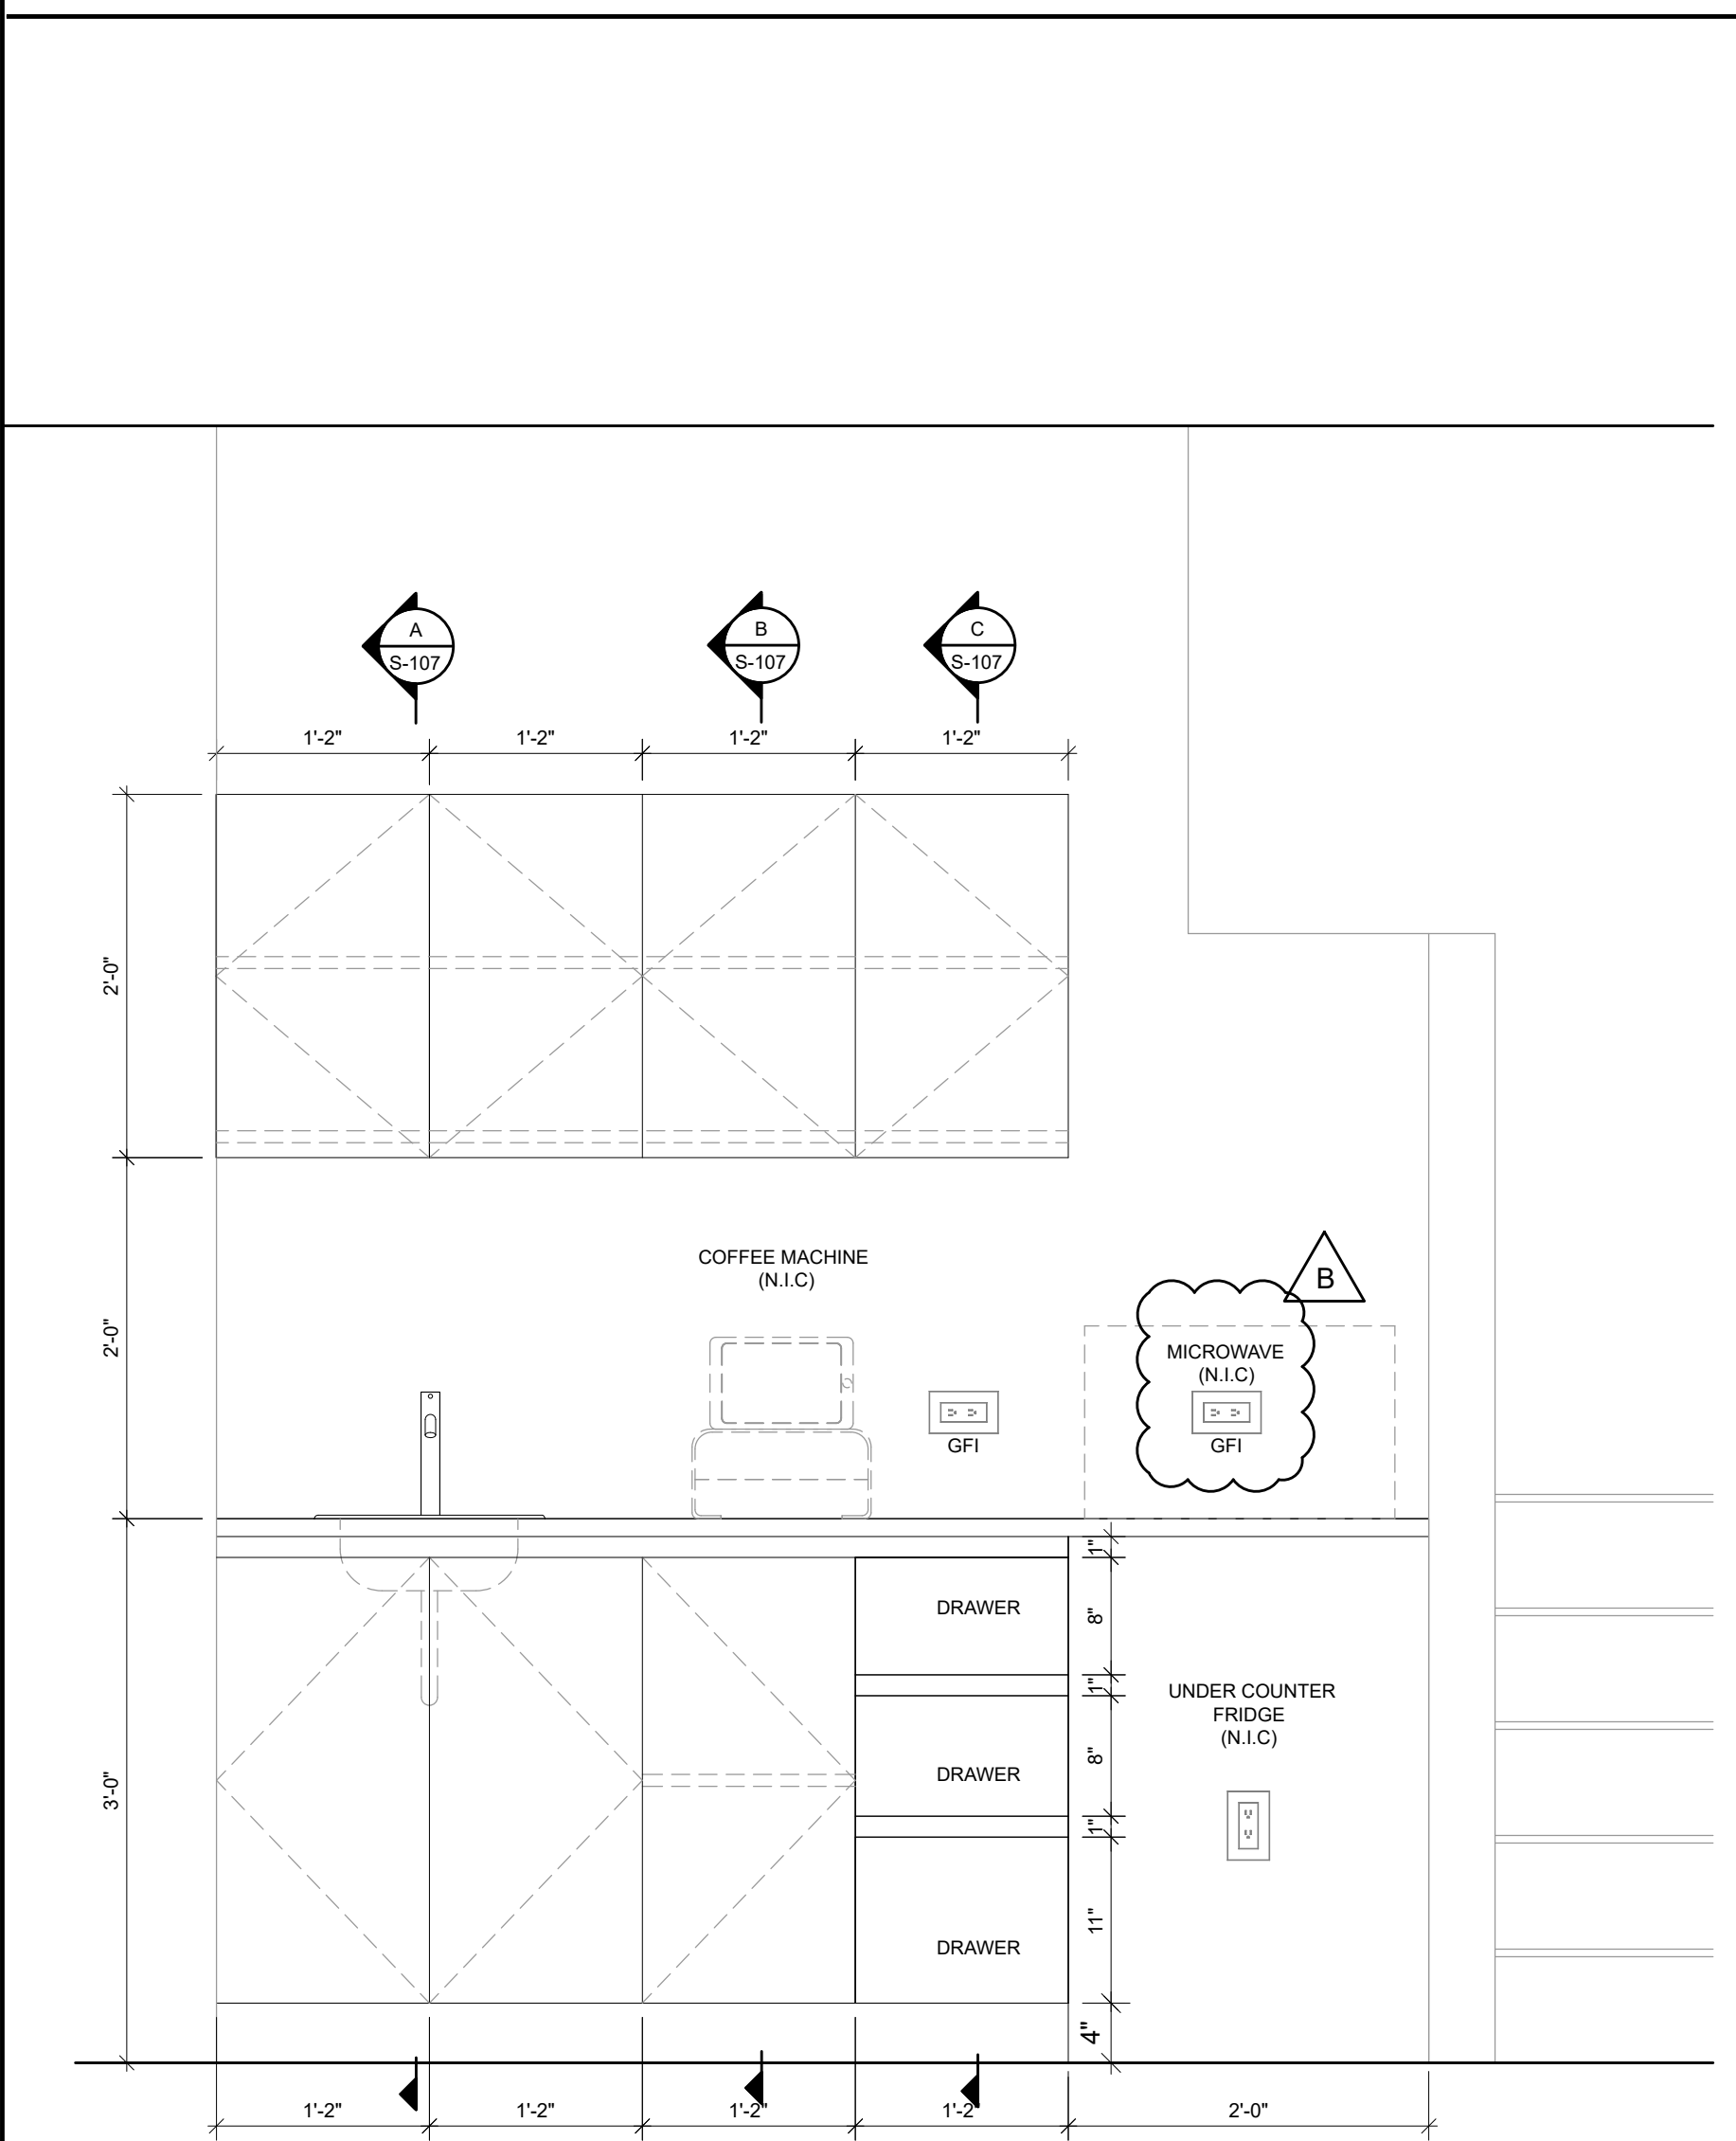 A
S-107
B
S-107
C
S-107
1'-2"
1'-2"
1'-2"
1'-2"
2'-0"
2'-0"
3'-0"
COFFEE MACHINE
(N.I.C)
B
MICROWAVE
(N.I.C)
GFI
GFI
1"
DRAWER
8"
1"
DRAWER
8"
1"
DRAWER
11"
4"
UNDER COUNTER
FRIDGE
(N.I.C)
1'-2"
1'-2"
1'-2"
1'-2"
2'-0"